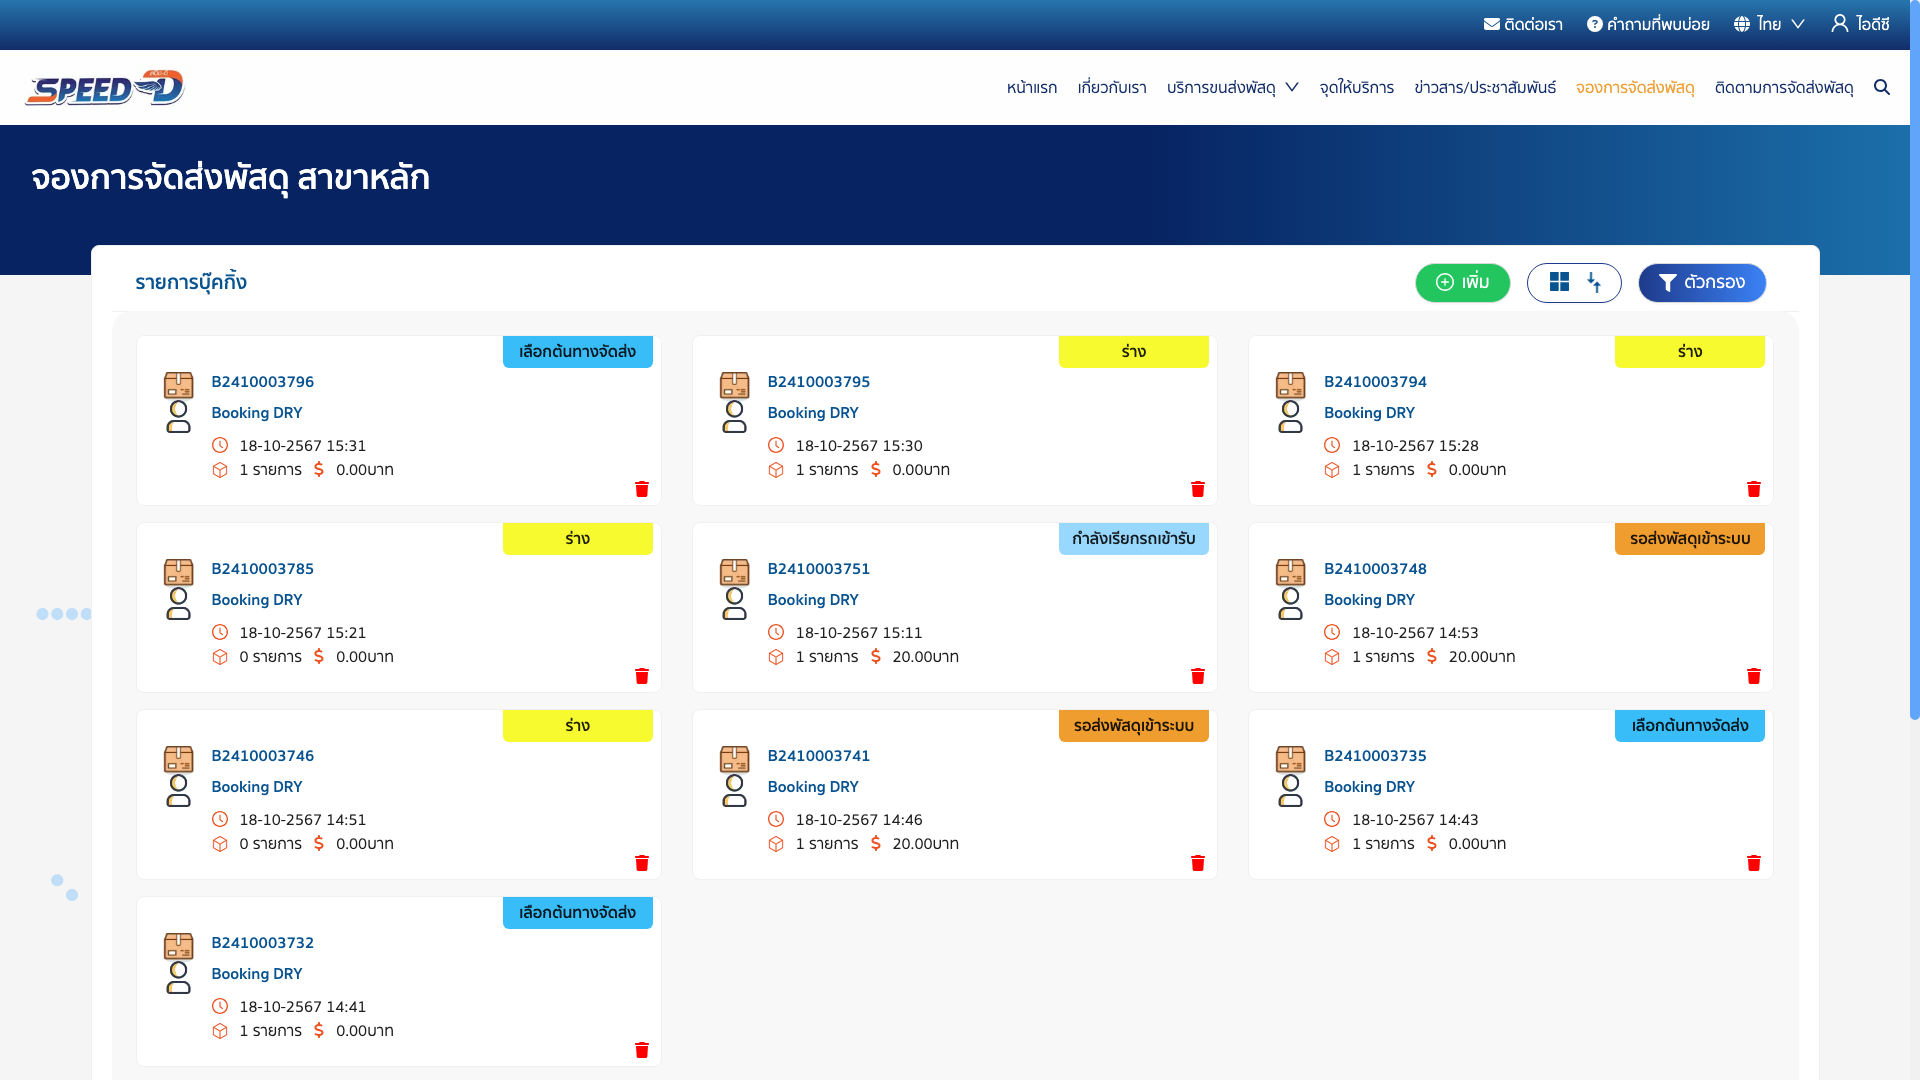 ติดต่อเรา คำถามที่พบบ่อย ไทย ไอดีซี
SPEED-D
หน้าแรก เกี่ยวกับเรา บริการขนส่งพัสดุ จุดให้บริการ ข่าวสาร/ประชาสัมพันธ์ จองการจัดส่งพัสดุ ติดตามการจัดส่งพัสดุ
จองการจัดส่งพัสดุ สาขาหลัก
รายการบุ๊คกิ้ง
เพิ่ม
ตัวกรอง
เลือกต้นทางจัดส่ง
B2410003796
Booking DRY
18-10-2567 15:31
1 รายการ $ 0.00บาท
ร่าง
B2410003795
Booking DRY
18-10-2567 15:30
1 รายการ $ 0.00บาท
ร่าง
B2410003794
Booking DRY
18-10-2567 15:28
1 รายการ $ 0.00บาท
ร่าง
B2410003785
Booking DRY
18-10-2567 15:21
0 รายการ $ 0.00บาท
กำลังเรียกรถเข้ารับ
B2410003751
Booking DRY
18-10-2567 15:11
1 รายการ $ 20.00บาท
รอส่งพัสดุเข้าระบบ
B2410003748
Booking DRY
18-10-2567 14:53
1 รายการ $ 20.00บาท
ร่าง
B2410003746
Booking DRY
18-10-2567 14:51
0 รายการ $ 0.00บาท
รอส่งพัสดุเข้าระบบ
B2410003741
Booking DRY
18-10-2567 14:46
1 รายการ $ 20.00บาท
เลือกต้นทางจัดส่ง
B2410003735
Booking DRY
18-10-2567 14:43
1 รายการ $ 0.00บาท
เลือกต้นทางจัดส่ง
B2410003732
Booking DRY
18-10-2567 14:41
1 รายการ $ 0.00บาท